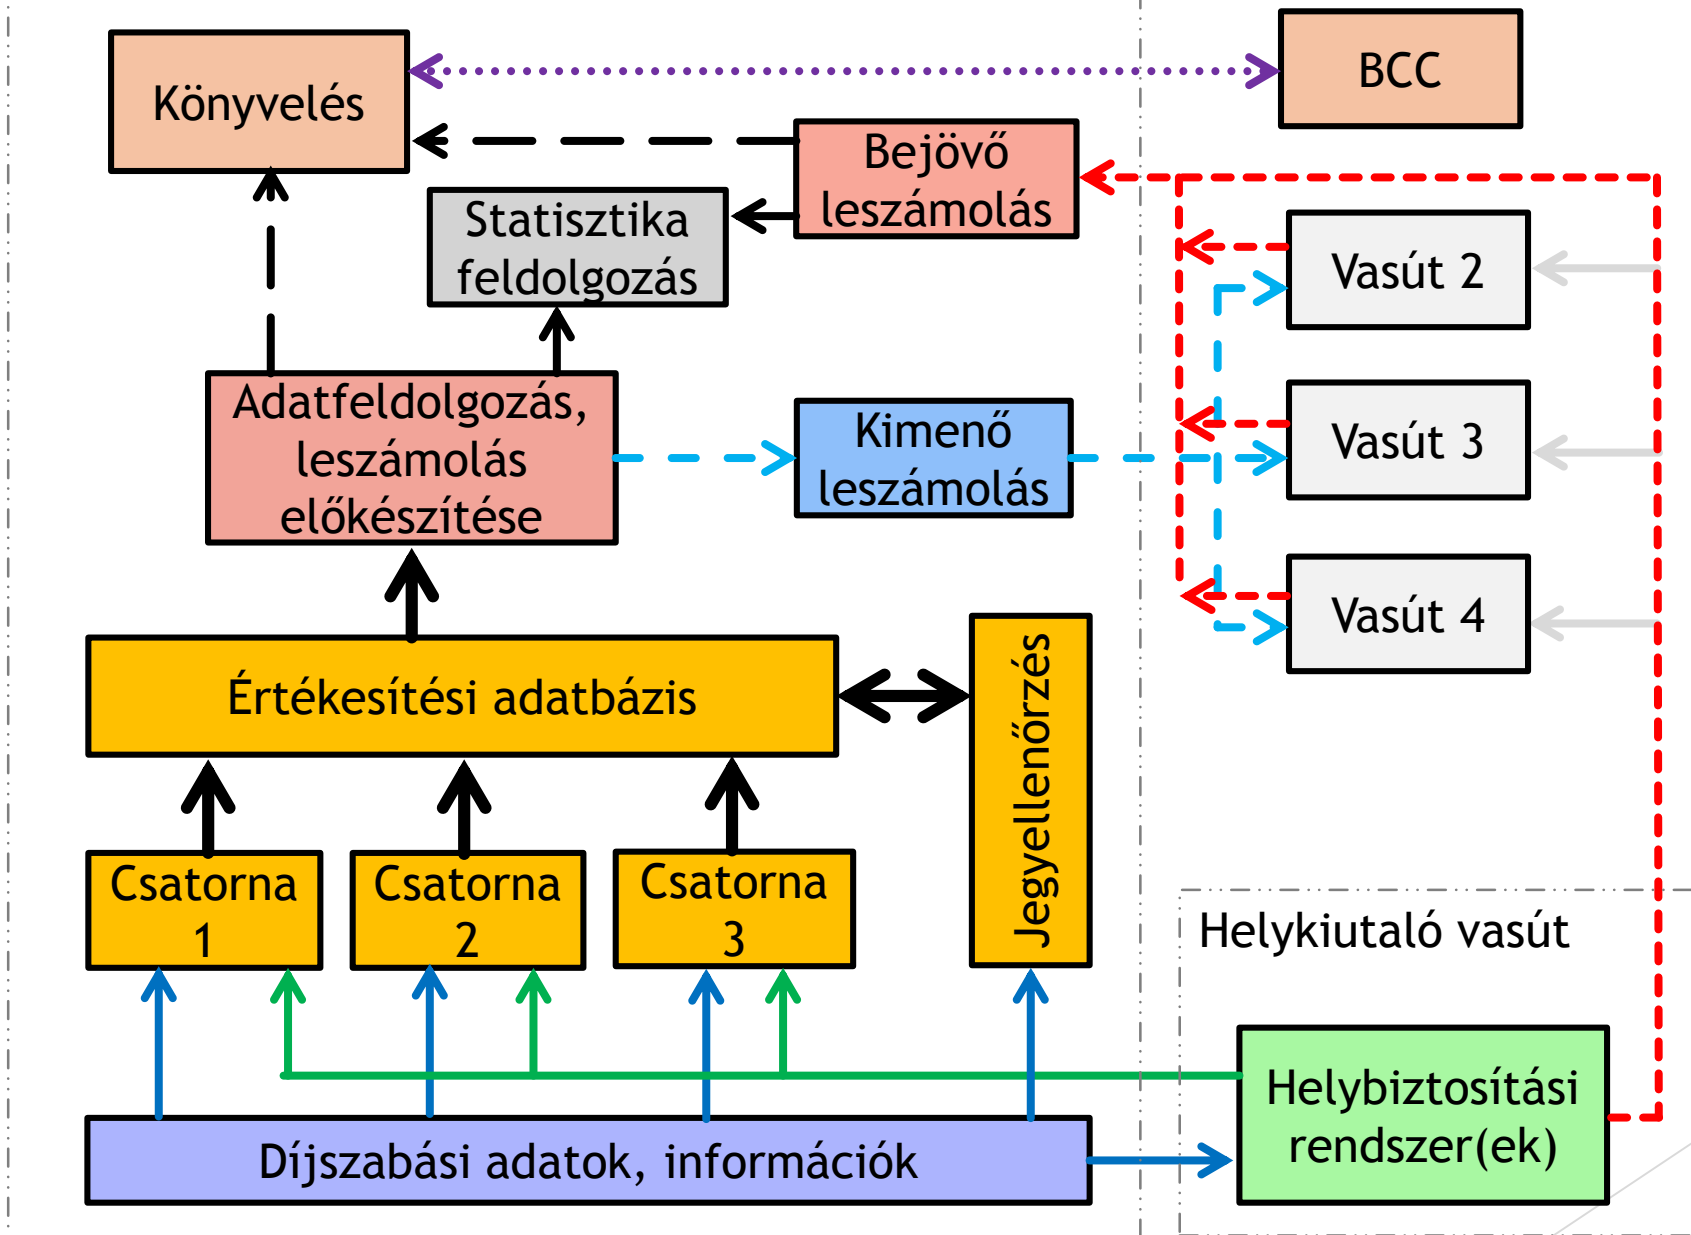 Könyvelés
BCC
Bejövő
leszámolás
Statisztika
feldolgozás
Vasút 2
Adatfeldolgozás,
leszámolás
előkészítése
Kimenő
leszámolás
Vasút 3
Vasút 4
Értékesítési adatbázis
Jegyellenőrzés
Csatorna
1
Csatorna
2
Csatorna
3
Helykiutaló vasút
Helybiztosítási
rendszer(ek)
Díjszabási adatok, információk